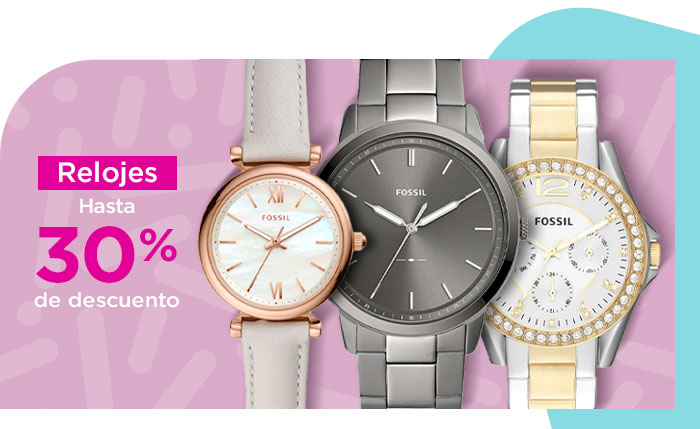 Relojes
Hasta
30%
de descuento
FOSSIL
FOSSIL
FOSSIL